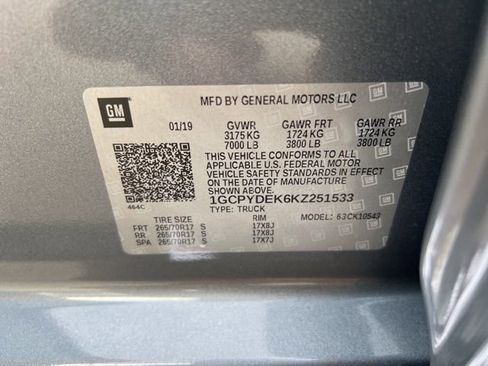 GM
MFD BY GENERAL MOTORS LLC
01/19 GVWR GAWR FRT GAWR RR
3175 KG 1724 KG 1724 KG
7000 LB 3800 LB 3800 LB
THIS VEHICLE CONFORMS TO ALL
APPLICABLE U.S. FEDERAL MOTOR
VEHICLE SAFETY STANDARDS IN
EFFECT ON THE DATE OF MANUFACTURE
SHOWN ABOVE.
464C
1GCPYDEK6KZ251533
TYPE: TRUCK MODEL: 63CK10543
TIRE SIZE RIM
FRT 265/70R17 S 17X8J
RR 265/70R17 S 17X8J
SPA 265/70R17 S 17X7J